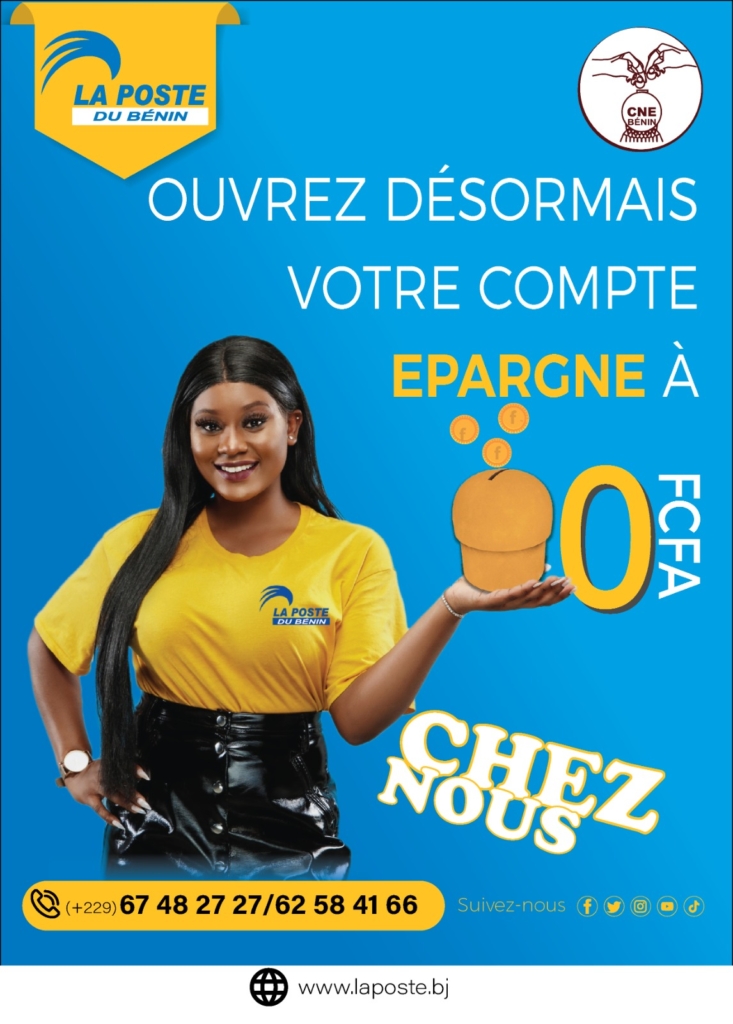 LA POSTE
DU BÉNIN
CNE
BÉNIN
OUVREZ DÉSORMAIS
VOTRE COMPTE
EPARGNE À
0 FCFA
LA POSTE
DU BÉNIN
CHEZ
NOUS
(+229) 67 48 27 27/62 58 41 66
Suivez-nous
www.laposte.bj